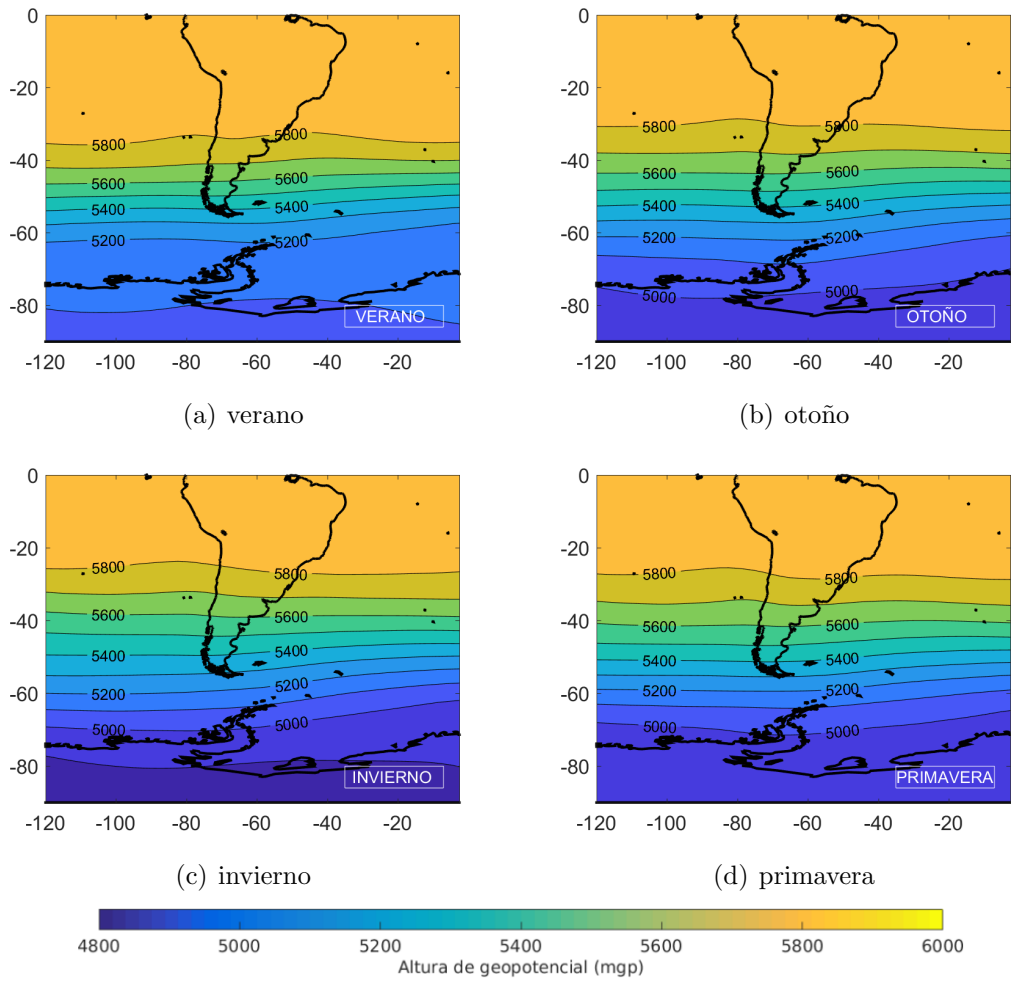 0
-20
-40
-60
-80
5800 5800
5600 5600
5400 5400
5200 5200
VERANO
-120 -100 -80 -60 -40 -20
(a) verano
0
-20
-40
-60
-80
5800 5800
5600 5600
5400 5400
5200 5200
5000 5000
OTOÑO
-120 -100 -80 -60 -40 -20
(b) otoño
0
-20
-40
-60
-80
5800 5800
5600 5600
5400 5400
5200 5200
5000 5000
INVIERNO
-120 -100 -80 -60 -40 -20
(c) invierno
0
-20
-40
-60
-80
5800 5800
5600 5600
5400 5400
5200 5200
5000 5000
PRIMAVERA
-120 -100 -80 -60 -40 -20
(d) primavera
4800 5000 5200 5400 5600 5800 6000
Altura de geopotencial (mgp)